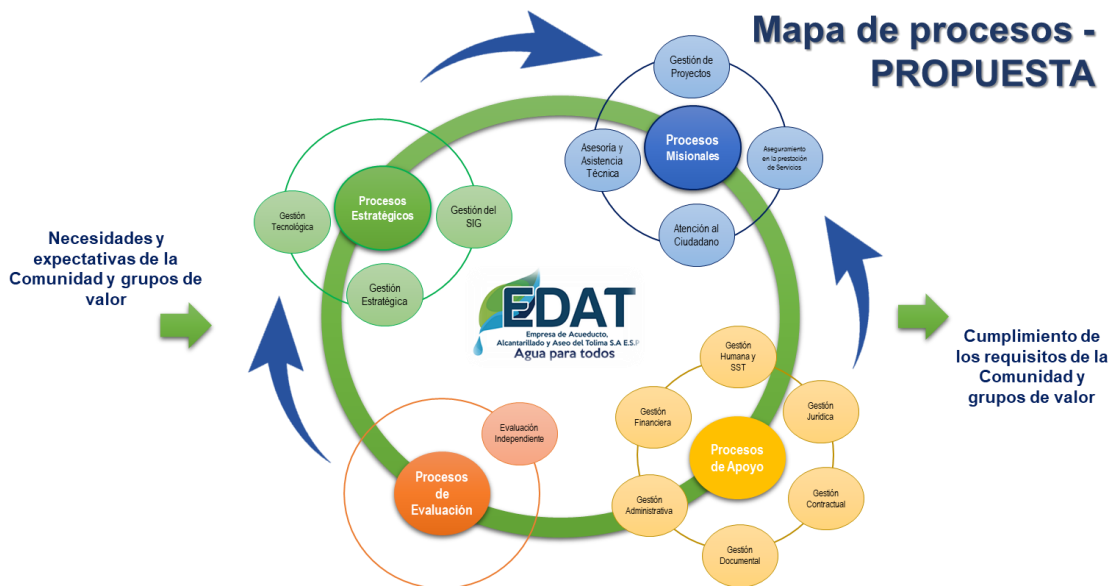 Mapa de procesos -
PROPUESTA
Gestión de
Proyectos
Procesos
Misionales
Asesoría y
Asistencia
Técnica
Aseguramiento
en la prestación
de Servicios
Atención al
Ciudadano
Procesos
Estratégicos
Gestión
Tecnológica
Gestión del
SIG
Gestión
Estratégica
Necesidades y
expectativas de la
Comunidad y grupos de
valor
EDAT
Empresa de Acueducto,
Alcantarillado y Aseo del Tolima S.A E.S.P
Agua para todos
Cumplimiento de
los requisitos de la
Comunidad y
grupos de valor
Gestión
Humana y
SST
Gestión
Financiera
Gestión
Jurídica
Procesos
de Apoyo
Gestión
Administrativa
Gestión
Contractual
Gestión
Documental
Evaluación
Independiente
Procesos
de
Evaluación